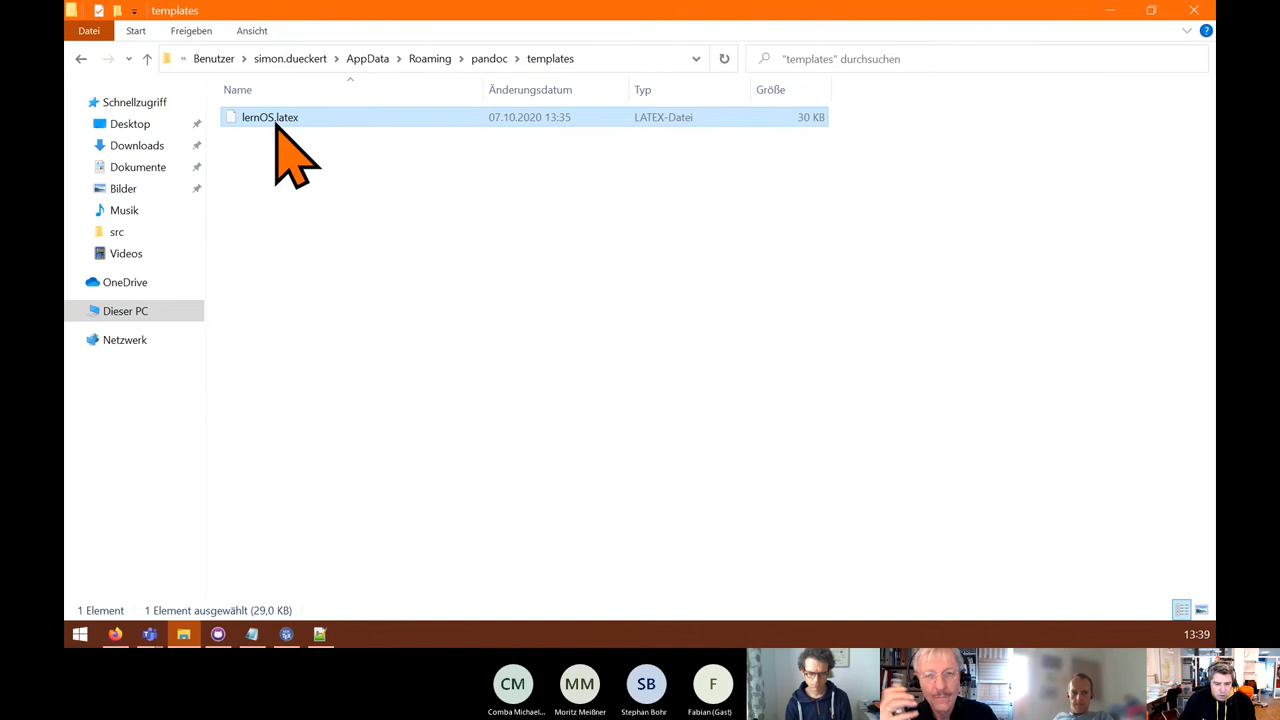 templates
Datei Start Freigeben Ansicht
« Benutzer > simon.dueckert > AppData > Roaming > pandoc > templates
"templates" durchsuchen
Name Änderungsdatum Typ Größe
lernOS.latex 07.10.2020 13:35 LATEX-Datei 30 KB
Schnellzugriff
Desktop
Downloads
Dokumente
Bilder
Musik
src
Videos
OneDrive
Dieser PC
Netzwerk
1 Element 1 Element ausgewählt (29,0 KB)
13:39
CM MM SB F
Comba Michael... Moritz Meißner Stephan Bohr Fabian (Gast)